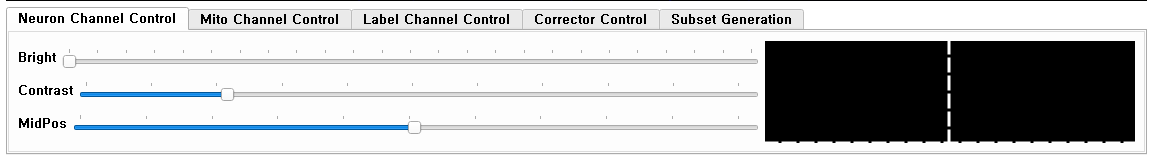 Neuron Channel Control Mito Channel Control Label Channel Control Corrector Control Subset Generation
Bright
Contrast
MidPos